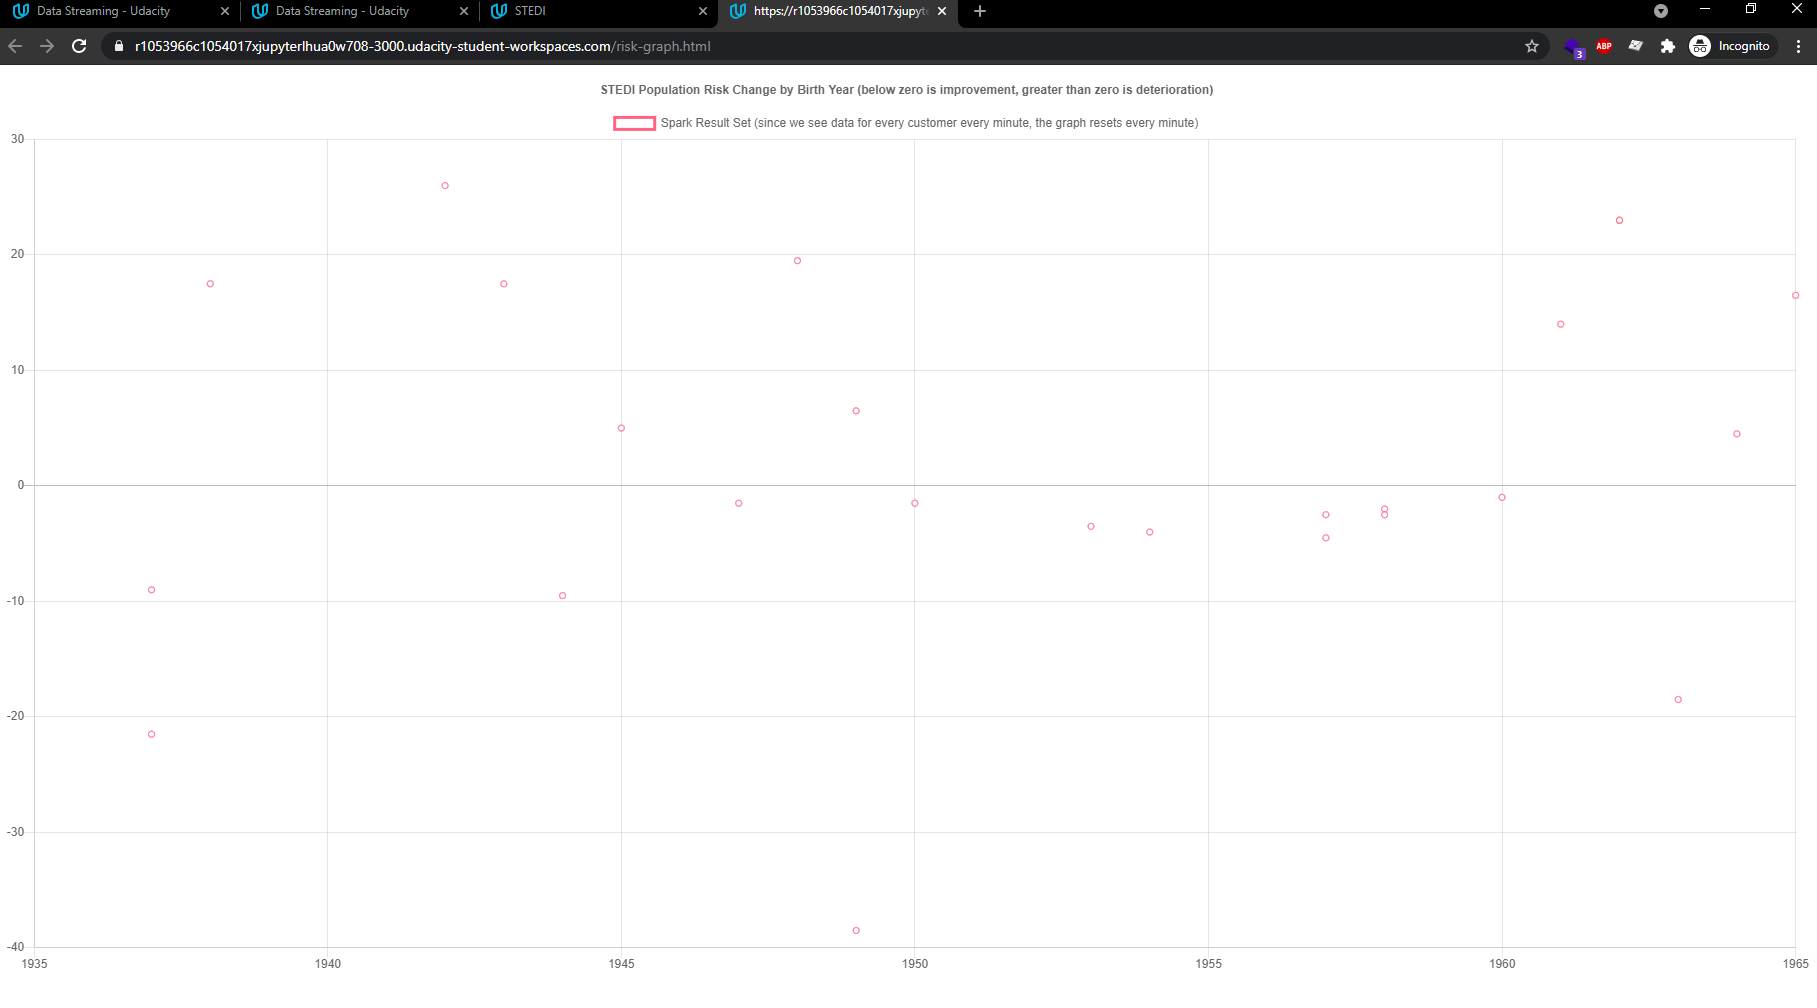 Data Streaming - Udacity
Data Streaming - Udacity
STEDI
https://r1053966c1054017xjupyt
r1053966c1054017xjupyterlhua0w708-3000.udacity-student-workspaces.com/risk-graph.html
3
ABP
Incognito
STEDI Population Risk Change by Birth Year (below zero is improvement, greater than zero is deterioration)
Spark Result Set (since we see data for every customer every minute, the graph resets every minute)
30
20
10
0
-10
-20
-30
-40
1935 1940 1945 1950 1955 1960 1965